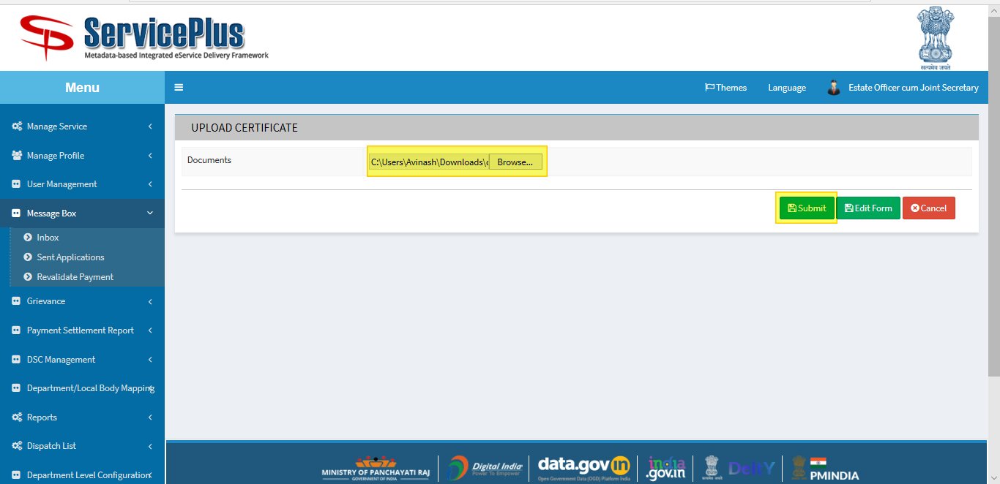 ServicePlus
Metadata-based Integrated eService Delivery Framework
सत्यमेव जयते
Menu
Themes
Language
Estate Officer cum Joint Secretary
Manage Service
Manage Profile
User Management
Message Box
Inbox
Sent Applications
Revalidate Payment
Grievance
Payment Settlement Report
DSC Management
Department/Local Body Mapping
Reports
Dispatch List
Department Level Configuration
UPLOAD CERTIFICATE
Documents
C:\Users\Avinash\Downloads\c
Browse...
Submit
Edit Form
Cancel
MINISTRY OF PANCHAYATI RAJ
GOVERNMENT OF INDIA
Digital India
Power To Empower
data.gov in
Open Government Data (OGD) Platform India
india
.gov.in
सत्यमेव जयते
DeitY
PMINDIA